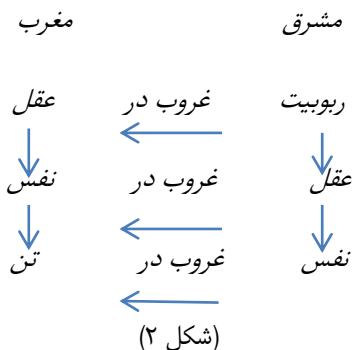 مشرق مغرب
ربوبیت غروب در عقل
عقل غروب در نفس
نفس غروب در تن
(شکل ۲)